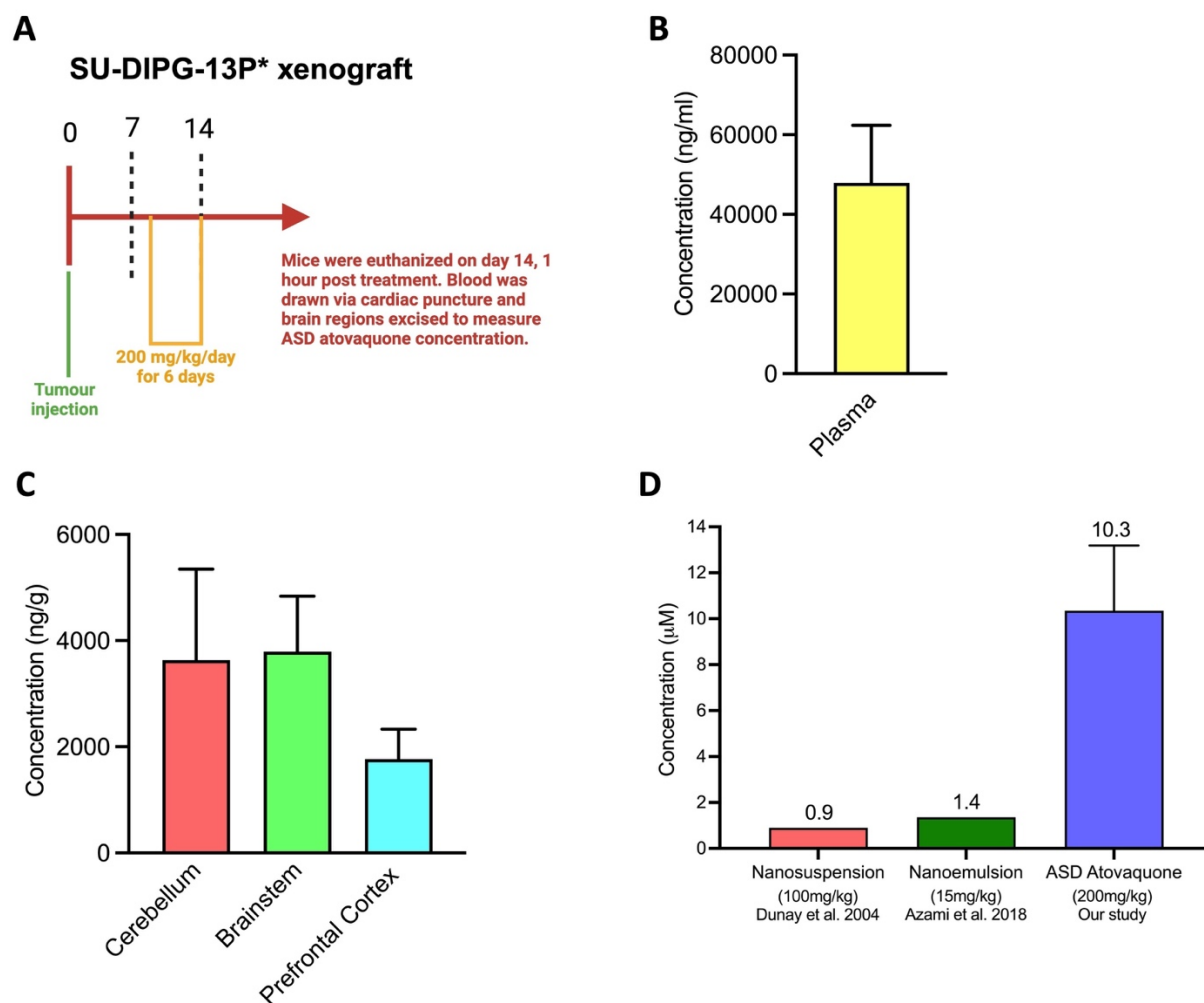 A
SU-DIPG-13P* xenograft
0
7
14
Mice were euthanized on day 14, 1
hour post treatment. Blood was
drawn via cardiac puncture and
brain regions excised to measure
ASD atovaquone concentration.
200 mg/kg/day
for 6 days
Tumour
injection
B
Concentration (ng/ml)
80000
60000
40000
20000
0
Plasma
C
Concentration (ng/g)
6000
4000
2000
0
Cerebellum
Brainstem
Prefrontal Cortex
D
Concentration (µM)
14
12
10
8
6
4
2
0
0.9
1.4
10.3
Nanosuspension
(100mg/kg)
Dunay et al. 2004
Nanoemulsion
(15mg/kg)
Azami et al. 2018
ASD Atovaquone
(200mg/kg)
Our study